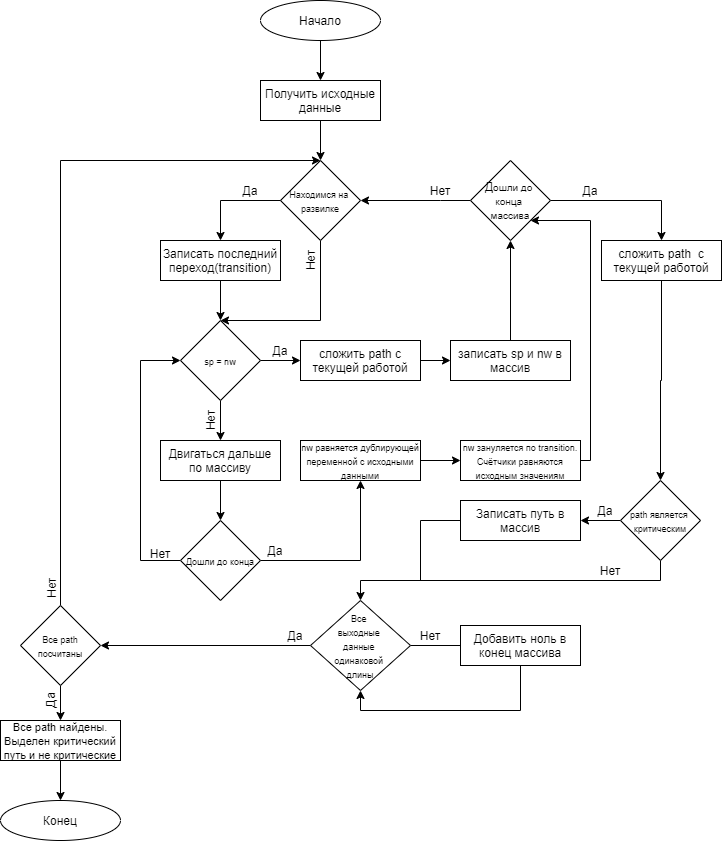 Начало
Получить исходные
данные
Находимся на
развилке
Да
Нет
Записать последний
переход(transition)
Дошли до
конца
массива
Нет
Да
сложить path с
текущей работой
sp = nw
Да
Нет
сложить path с
текущей работой
записать sp и nw в
массив
Двигаться дальше
по массиву
nw равняется дублирующей
переменной с исходными
данными
nw зануляется по transition.
Счётчики равняются
исходным значениям
Дошли до конца
Нет
Да
path является
критическим
Да
Нет
Записать путь в
массив
Все
выходные
данные
одинаковой
длины
Да
Нет
Добавить ноль в
конец массива
Все path
посчитаны
Нет
Да
Все path найдены.
Выделен критический
путь и не критические
Конец